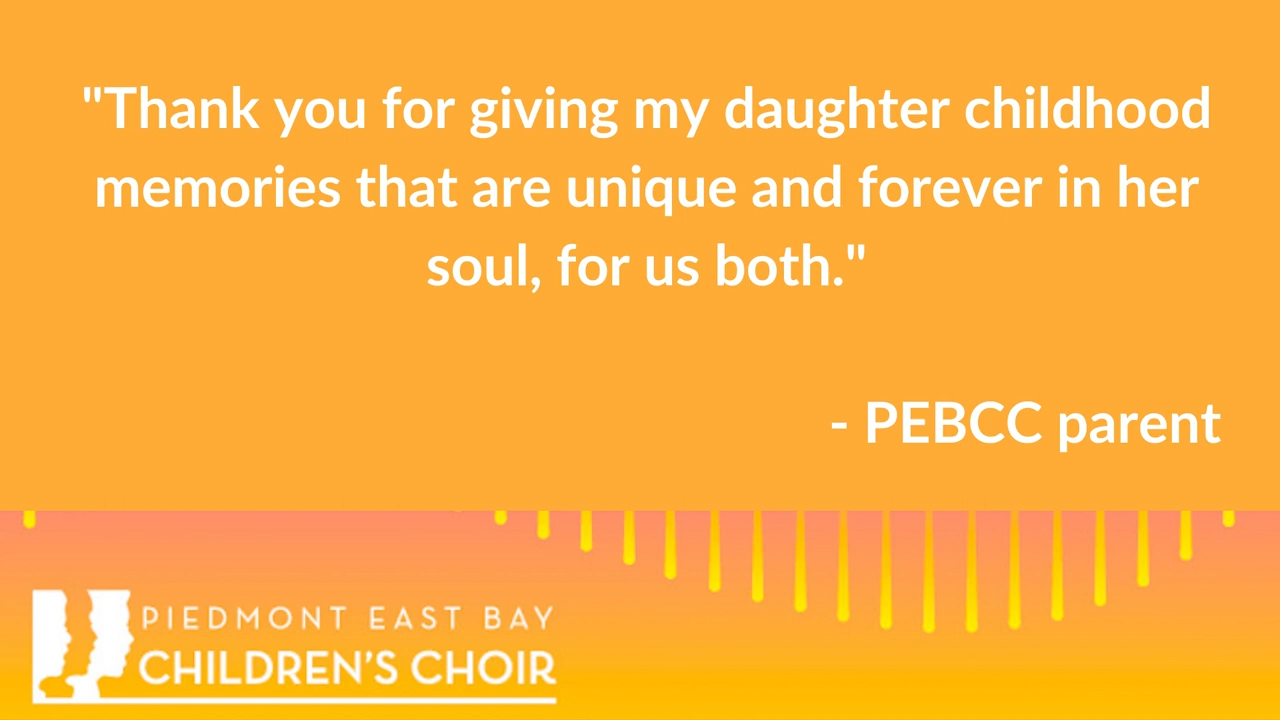 "Thank you for giving my daughter childhood
memories that are unique and forever in her
soul, for us both."
- PEBCC parent
PIEDMONT EAST BAY
CHILDREN'S CHOIR